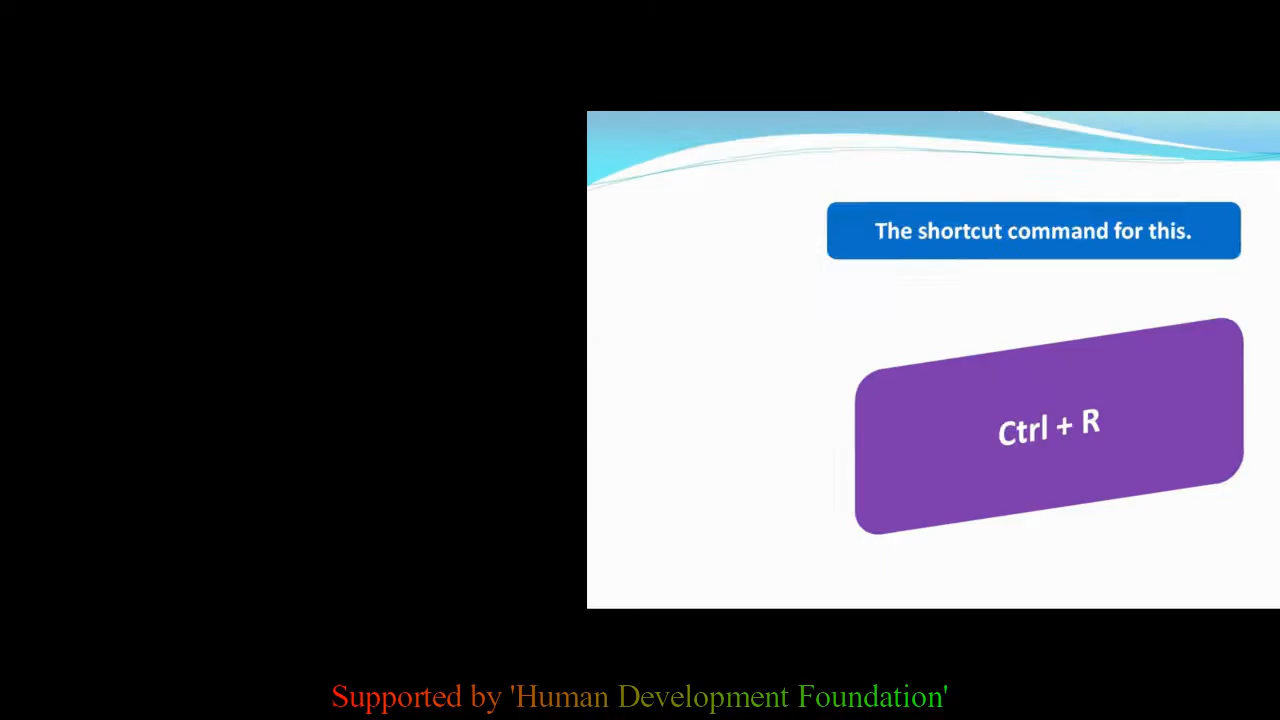 The shortcut command for this.
Ctrl + R
Supported by 'Human Development Foundation'